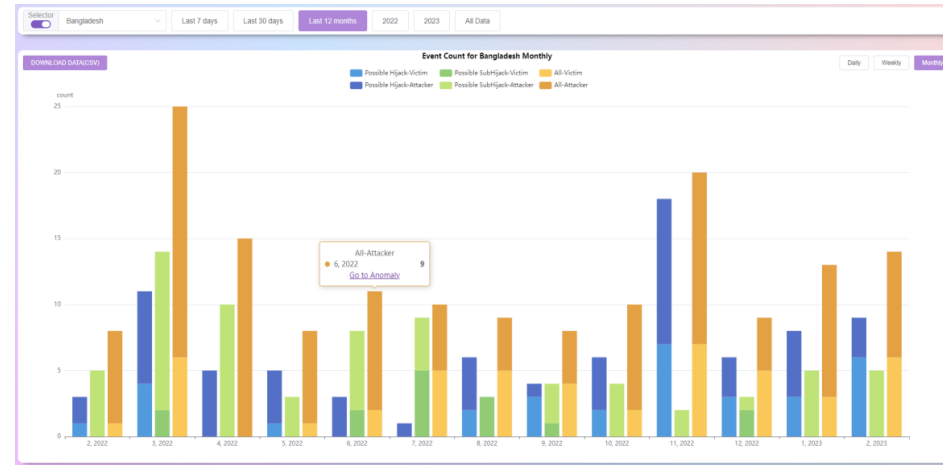 Selector
Bangladesh
Last 7 days
Last 30 days
Last 12 months
2022
2023
All Data
DOWNLOAD DATA(CSV)
Event Count for Bangladesh Monthly
Daily
Weekly
Monthly
Possible Hijack-Victim
Possible SubHijack-Victim
All-Victim
Possible Hijack-Attacker
Possible SubHijack-Attacker
All-Attacker
count
25
20
15
10
5
0
All-Attacker
6, 2022 9
Go to Anomaly
2, 2022
3, 2022
4, 2022
5, 2022
6, 2022
7, 2022
8, 2022
9, 2022
10, 2022
11, 2022
12, 2022
1, 2023
2, 2023